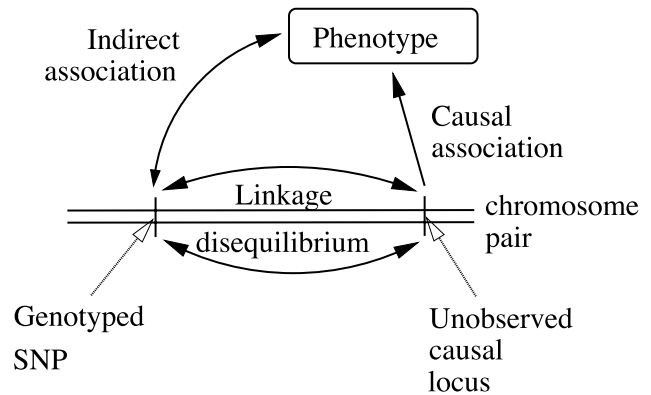 Indirect
association
Phenotype
Causal
association
Linkage
disequilibrium
chromosome
pair
Genotyped
SNP
Unobserved
causal
locus